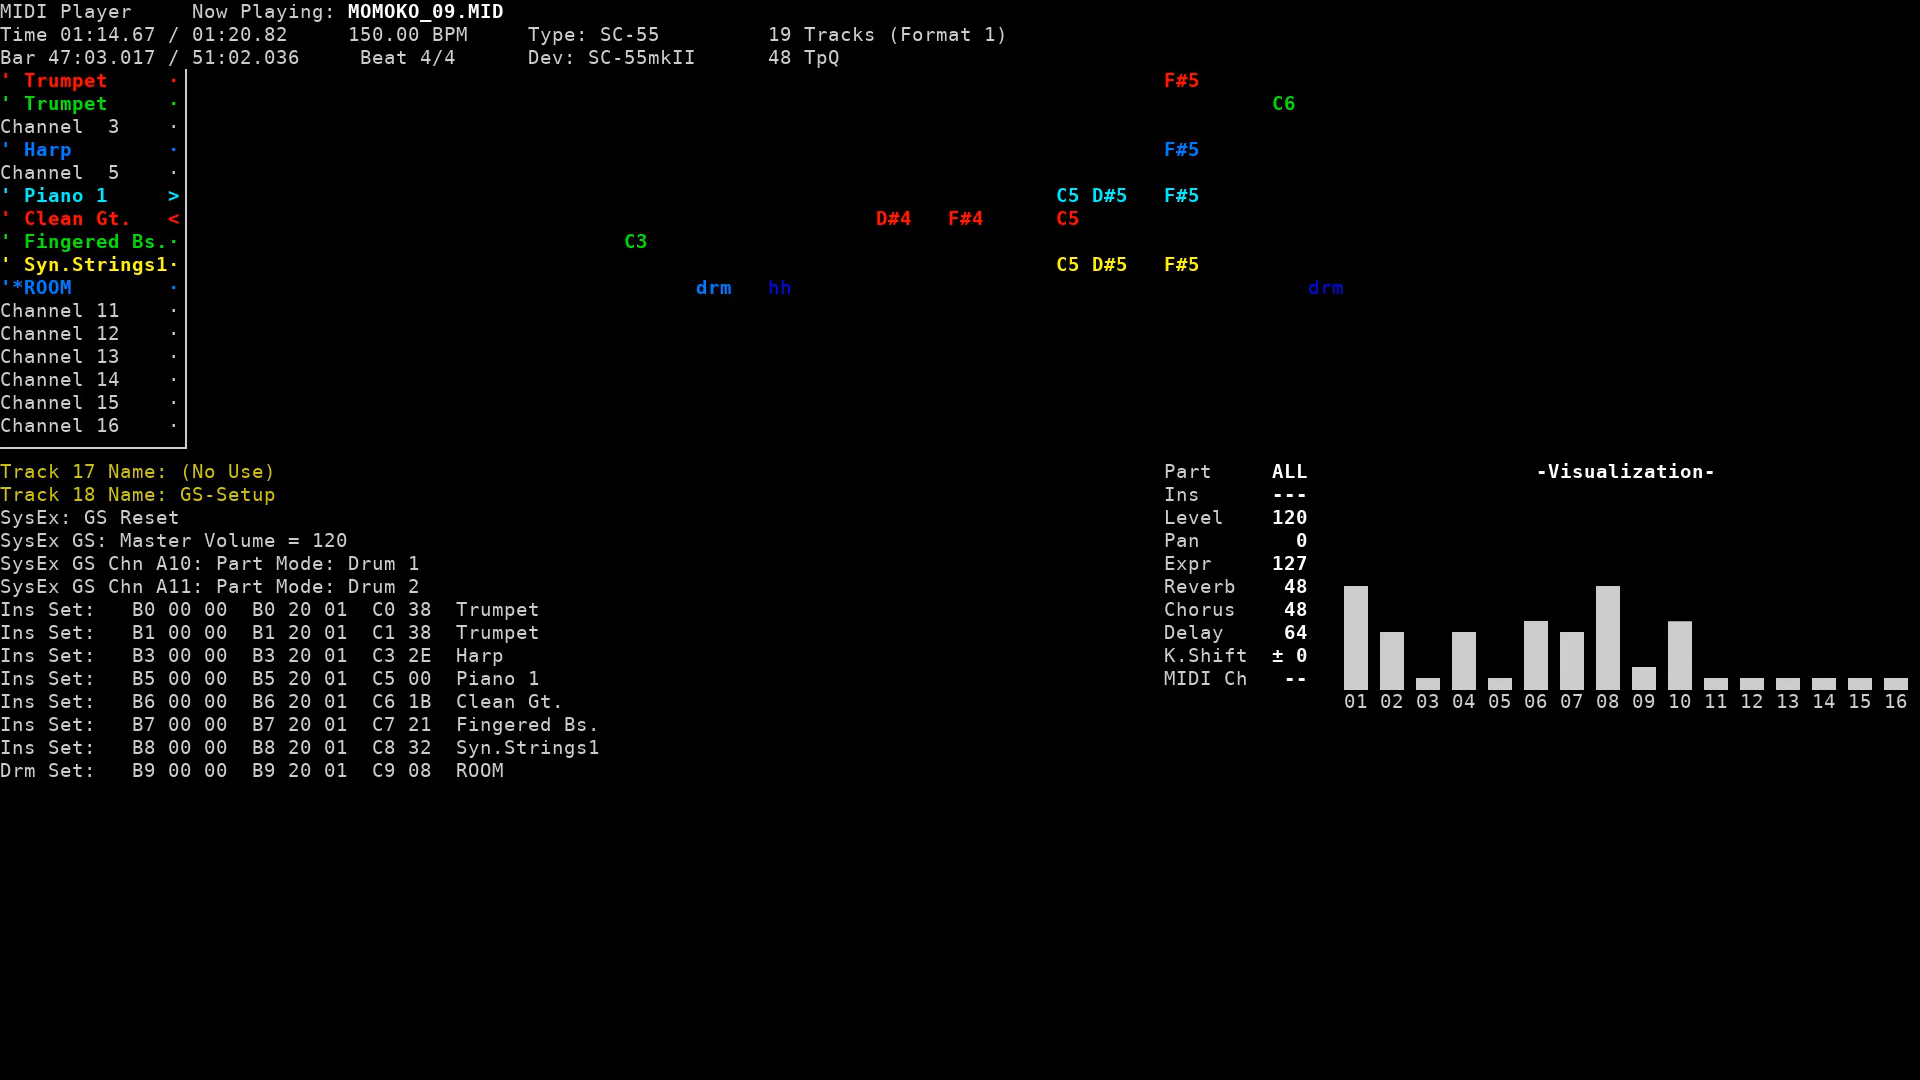 MIDI Player Now Playing: MOMOKO_09.MID
Time 01:14.67 / 01:20.82 150.00 BPM Type: SC-55 19 Tracks (Format 1)
Bar 47:03.017 / 51:02.036 Beat 4/4 Dev: SC-55mkII 48 TpQ
' Trumpet · F#5
' Trumpet · C6
Channel 3 ·
' Harp · F#5
Channel 5 ·
' Piano 1 > C5 D#5 F#5
' Clean Gt. < D#4 F#4 C5
' Fingered Bs.· C3
' Syn.Strings1· C5 D#5 F#5
'*ROOM · drm hh drm
Channel 11 ·
Channel 12 ·
Channel 13 ·
Channel 14 ·
Channel 15 ·
Channel 16 ·
Track 17 Name: (No Use)
Track 18 Name: GS-Setup
SysEx: GS Reset
SysEx GS: Master Volume = 120
SysEx GS Chn A10: Part Mode: Drum 1
SysEx GS Chn A11: Part Mode: Drum 2
Ins Set: B0 00 00 B0 20 01 C0 38 Trumpet
Ins Set: B1 00 00 B1 20 01 C1 38 Trumpet
Ins Set: B3 00 00 B3 20 01 C3 2E Harp
Ins Set: B5 00 00 B5 20 01 C5 00 Piano 1
Ins Set: B6 00 00 B6 20 01 C6 1B Clean Gt.
Ins Set: B7 00 00 B7 20 01 C7 21 Fingered Bs.
Ins Set: B8 00 00 B8 20 01 C8 32 Syn.Strings1
Drm Set: B9 00 00 B9 20 01 C9 08 ROOM
Part ALL
Ins ---
Level 120
Pan 0
Expr 127
Reverb 48
Chorus 48
Delay 64
K.Shift ± 0
MIDI Ch --
-Visualization-
01 02 03 04 05 06 07 08 09 10 11 12 13 14 15 16